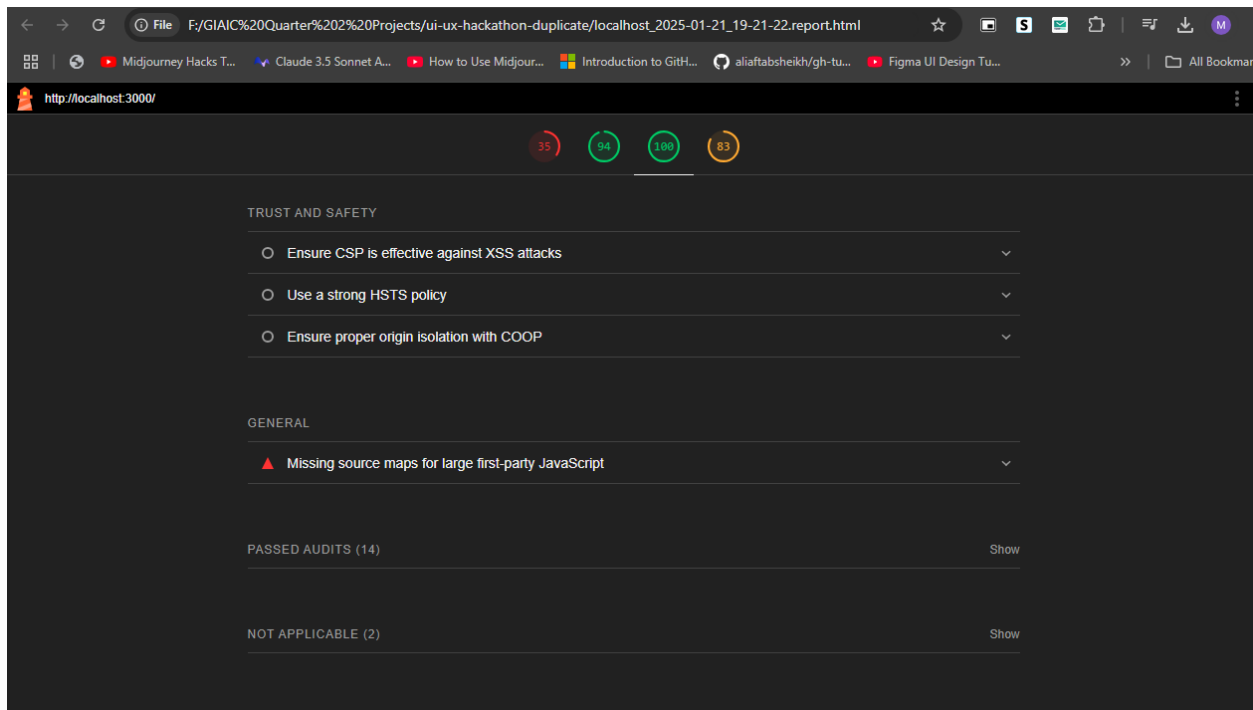 File F:/GIAIC%20Quarter%202%20Projects/ui-ux-hackathon-duplicate/localhost_2025-01-21_19-21-22.report.html S M
Midjourney Hacks T... Claude 3.5 Sonnet A... How to Use Midjour... Introduction to GitH... aliaftabsheikh/gh-tu... Figma UI Design Tu... » All Bookmar
http://localhost:3000/
35 94 100 83
TRUST AND SAFETY
Ensure CSP is effective against XSS attacks
Use a strong HSTS policy
Ensure proper origin isolation with COOP
GENERAL
Missing source maps for large first-party JavaScript
PASSED AUDITS (14) Show
NOT APPLICABLE (2) Show